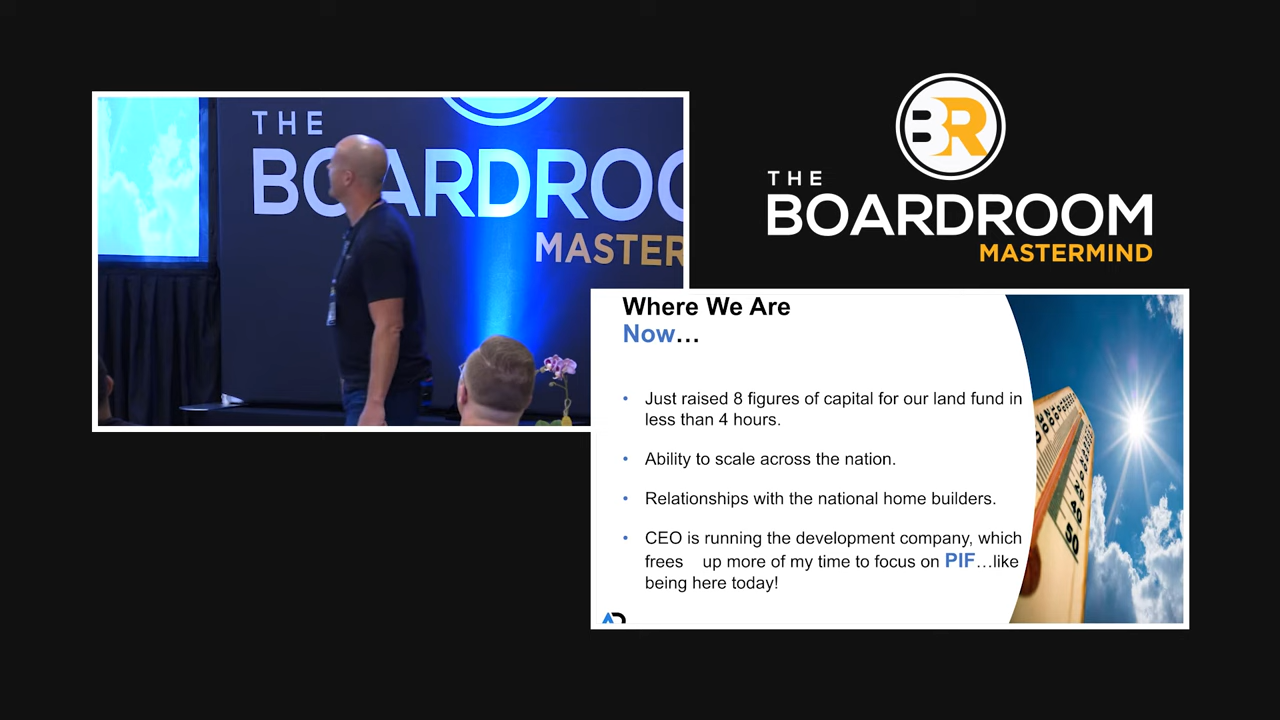 THE
BOARDROO
MASTER
BR
THE
BOARDROOM
MASTERMIND
Where We Are
Now…
• Just raised 8 figures of capital for our land fund in
less than 4 hours.
• Ability to scale across the nation.
• Relationships with the national home builders.
• CEO is running the development company, which
frees up more of my time to focus on PIF…like
being here today!